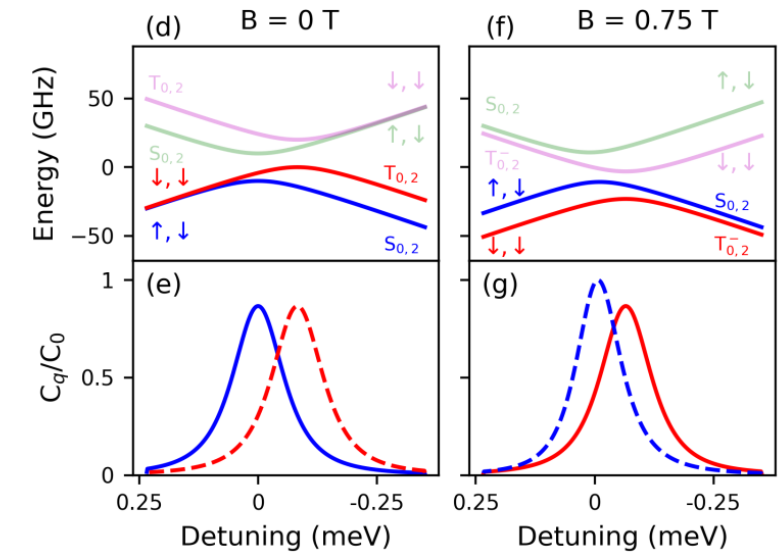 (d) B = 0 T
(f) B = 0.75 T
Energy (GHz)
50
0
−50
T0, 2
S0, 2
↓, ↓
↑, ↓
↓, ↓
↑, ↓
T0, 2
S0, 2
S0, 2
T−0, 2
↑, ↓
↓, ↓
↑, ↓
↓, ↓
S0, 2
T−0, 2
(e)
(g)
Cq/C0
1
0.5
0
0.25 0 -0.25
0.25 0 -0.25
Detuning (meV)
Detuning (meV)